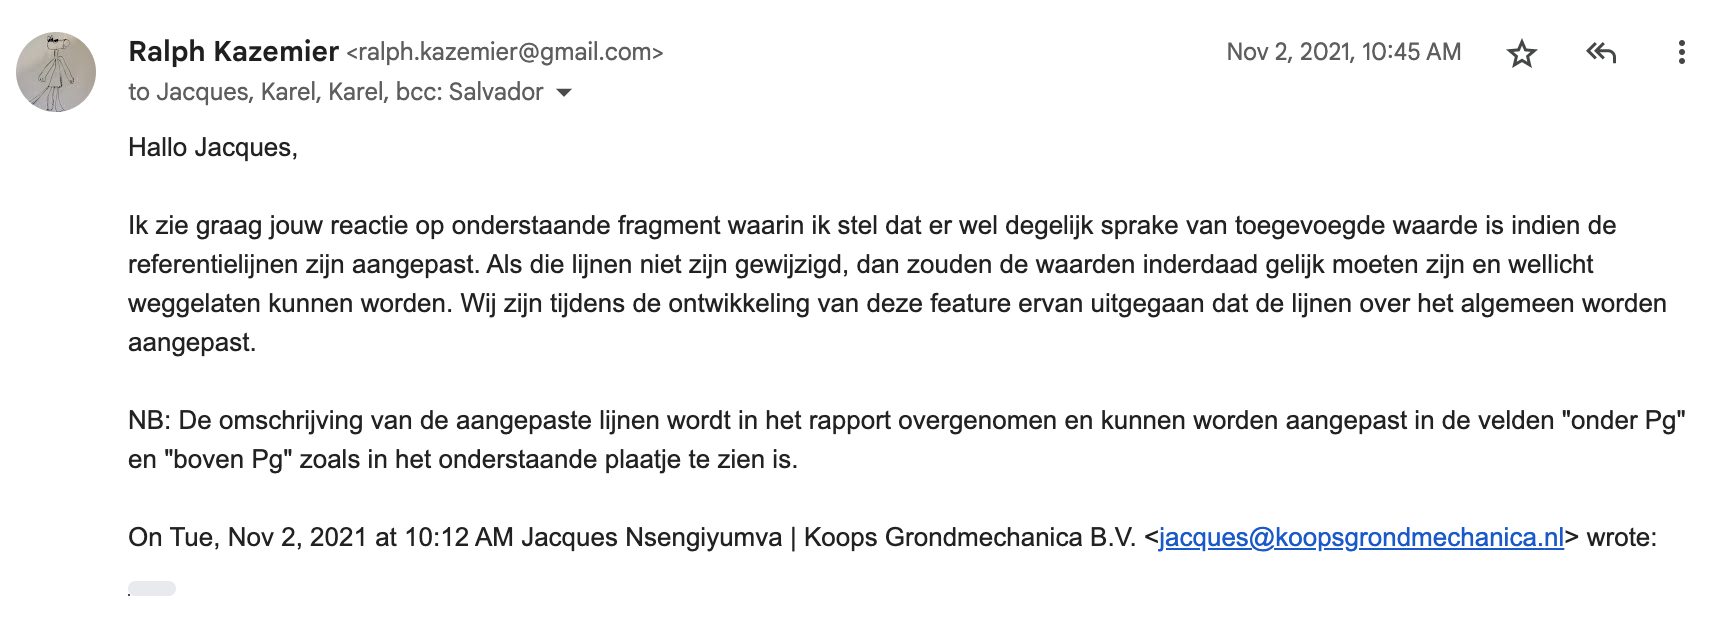 Ralph Kazemier <ralph.kazemier@gmail.com> Nov 2, 2021, 10:45 AM
to Jacques, Karel, Karel, bcc: Salvador
Hallo Jacques,
Ik zie graag jouw reactie op onderstaande fragment waarin ik stel dat er wel degelijk sprake van toegevoegde waarde is indien de
referentielijnen zijn aangepast. Als die lijnen niet zijn gewijzigd, dan zouden de waarden inderdaad gelijk moeten zijn en wellicht
weggelaten kunnen worden. Wij zijn tijdens de ontwikkeling van deze feature ervan uitgegaan dat de lijnen over het algemeen worden
aangepast.
NB: De omschrijving van de aangepaste lijnen wordt in het rapport overgenomen en kunnen worden aangepast in de velden "onder Pg"
en "boven Pg" zoals in het onderstaande plaatje te zien is.
On Tue, Nov 2, 2021 at 10:12 AM Jacques Nsengiyumva | Koops Grondmechanica B.V. <jacques@koopsgrondmechanica.nl> wrote: